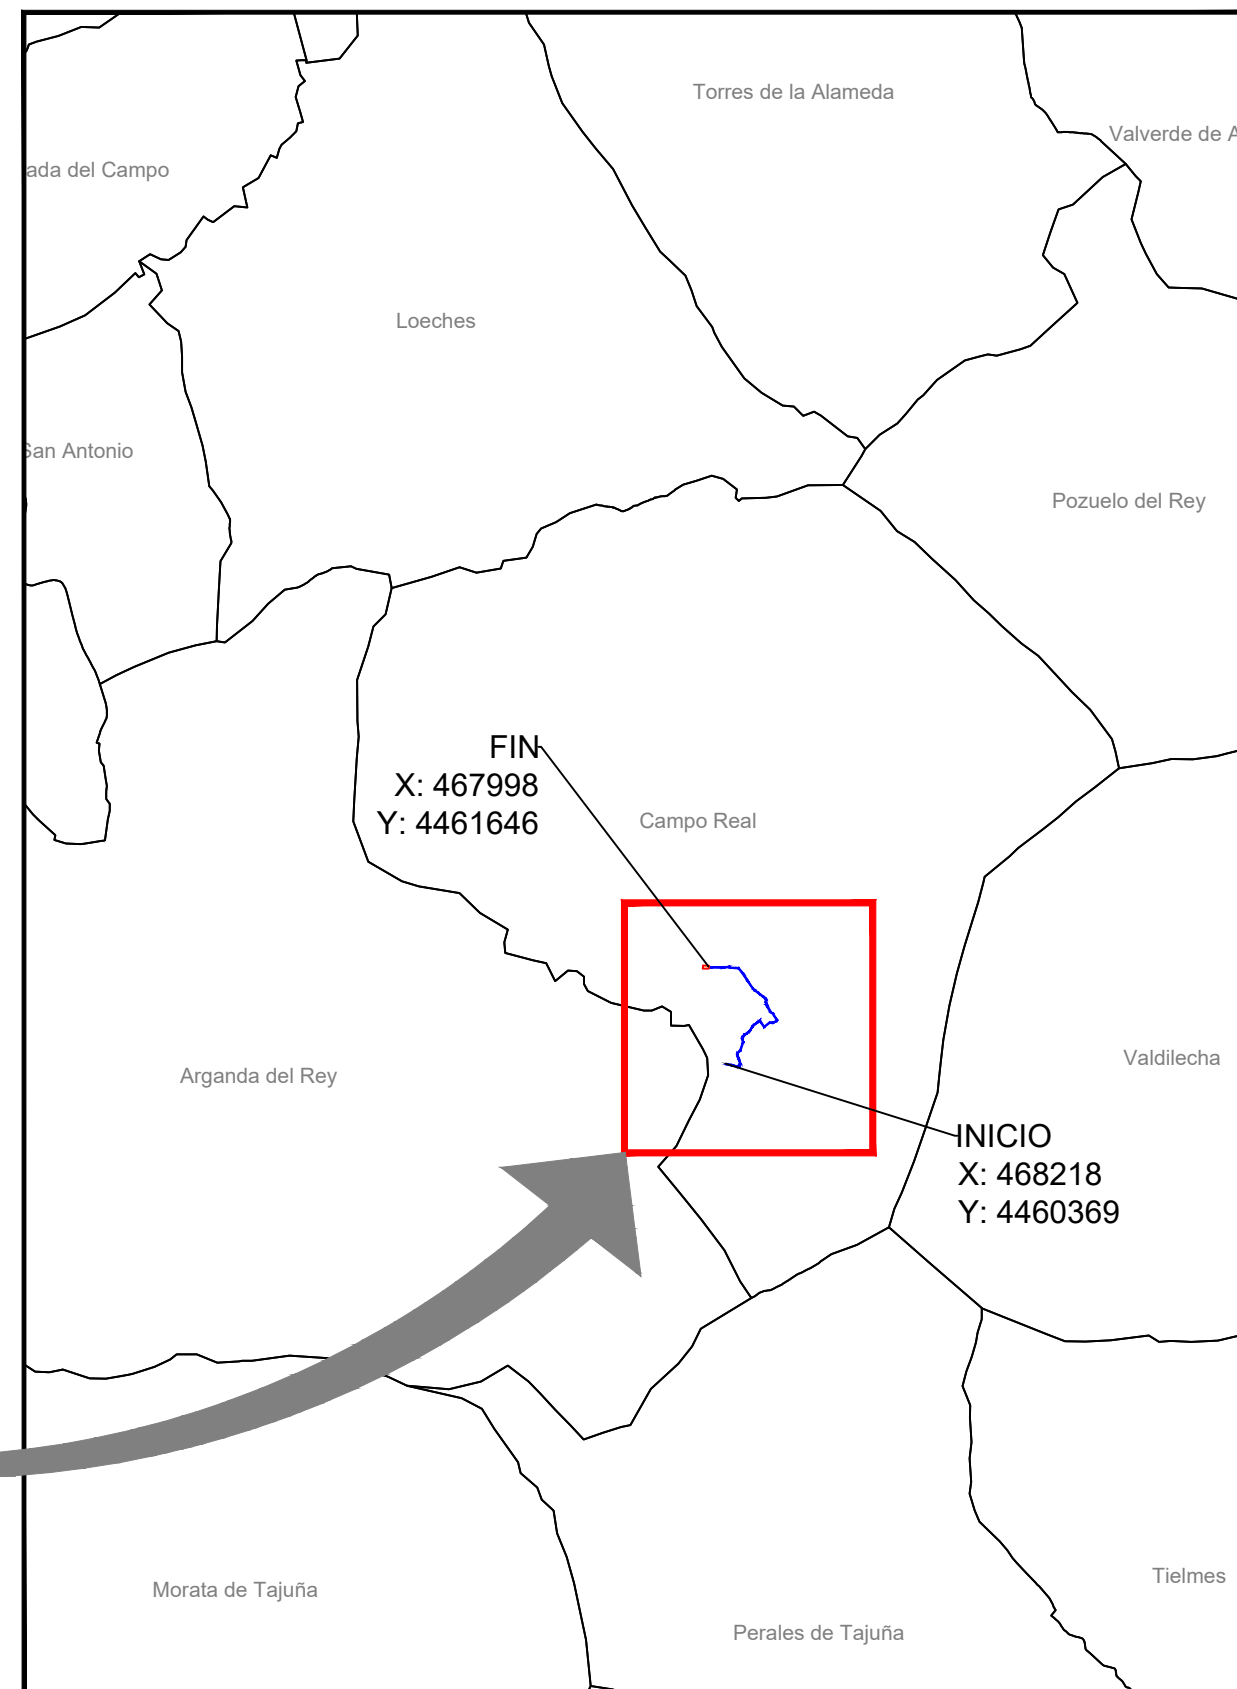 Torres de la Alameda
Valverde de A
ada del Campo
Loeches
San Antonio
Pozuelo del Rey
FIN
X: 467998
Y: 4461646
Campo Real
Valdilecha
Arganda del Rey
INICIO
X: 468218
Y: 4460369
Tielmes
Morata de Tajuña
Perales de Tajuña